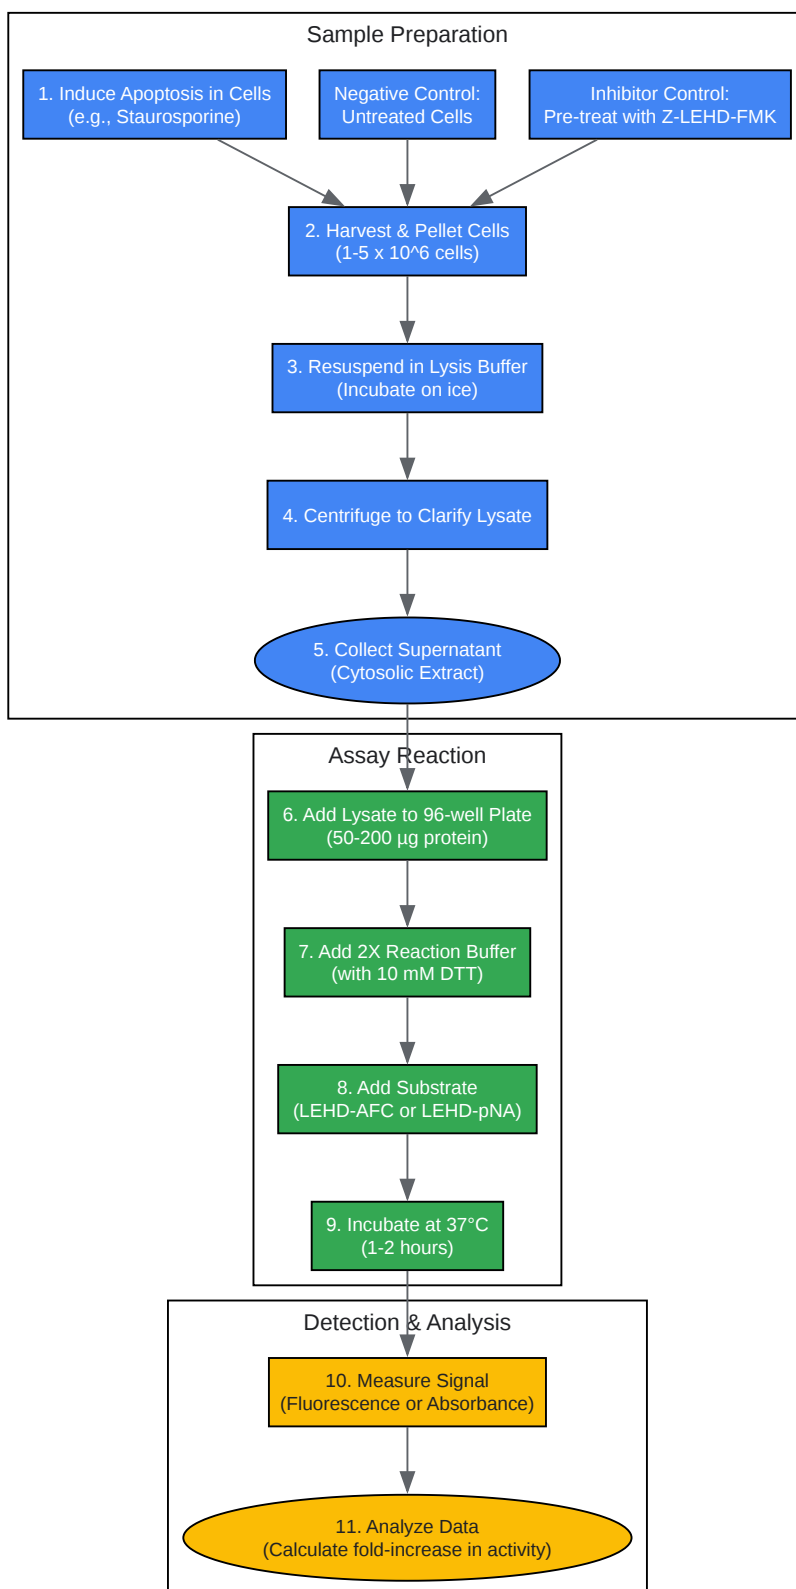 Sample Preparation
1. Induce Apoptosis in Cells
(e.g., Staurosporine)
Negative Control:
Untreated Cells
Inhibitor Control:
Pre-treat with Z-LEHD-FMK
2. Harvest & Pellet Cells
(1-5 x 10^6 cells)
3. Resuspend in Lysis Buffer
(Incubate on ice)
4. Centrifuge to Clarify Lysate
5. Collect Supernatant
(Cytosolic Extract)
Assay Reaction
6. Add Lysate to 96-well Plate
(50-200 µg protein)
7. Add 2X Reaction Buffer
(with 10 mM DTT)
8. Add Substrate
(LEHD-AFC or LEHD-pNA)
9. Incubate at 37°C
(1-2 hours)
Detection & Analysis
10. Measure Signal
(Fluorescence or Absorbance)
11. Analyze Data
(Calculate fold-increase in activity)